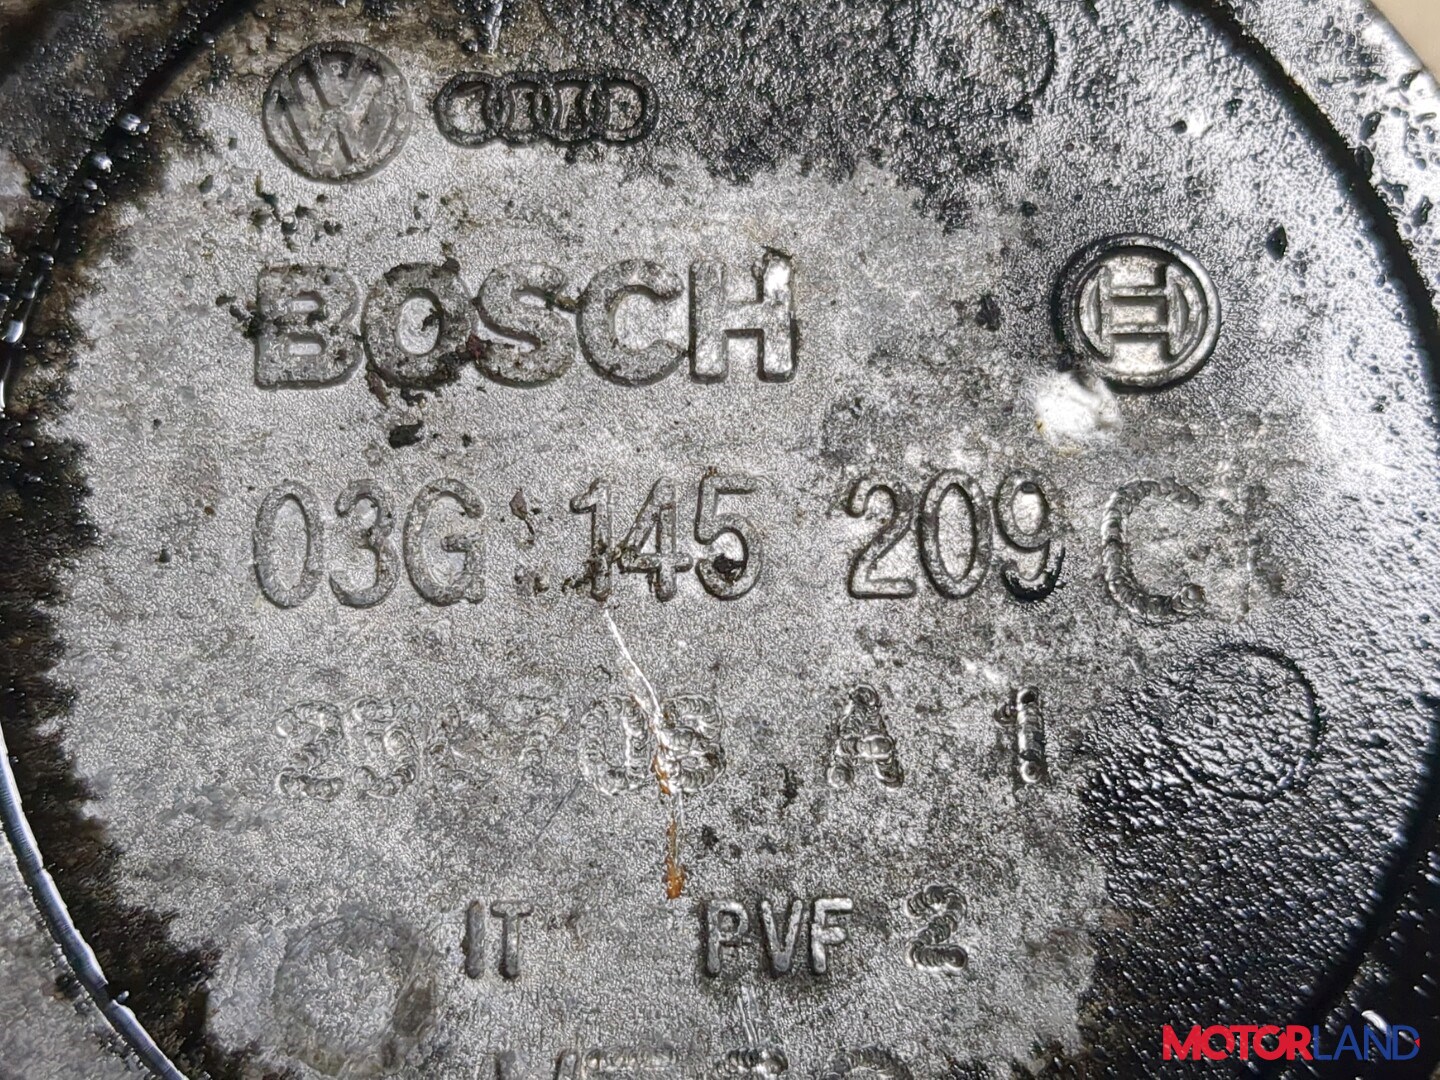 BOSCH
03G 145 209 C
A 1
IT PVF 2
MOTORLAND